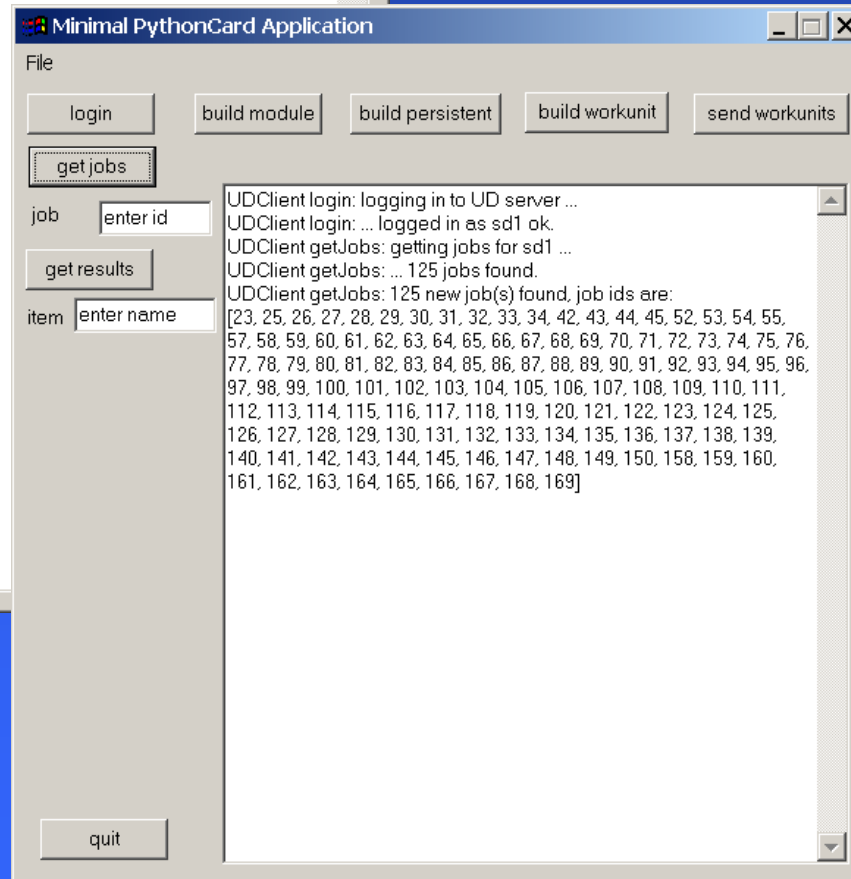 Minimal PythonCard Application
File
login
build module
build persistent
build workunit
send workunits
get jobs
job
enter id
get results
item
enter name
UDClient login: logging in to UD server ...
UDClient login: ... logged in as sd1 ok.
UDClient getJobs: getting jobs for sd1 ...
UDClient getJobs: ... 125 jobs found.
UDClient getJobs: 125 new job(s) found, job ids are:
[23, 25, 26, 27, 28, 29, 30, 31, 32, 33, 34, 42, 43, 44, 45, 52, 53, 54, 55,
57, 58, 59, 60, 61, 62, 63, 64, 65, 66, 67, 68, 69, 70, 71, 72, 73, 74, 75, 76,
77, 78, 79, 80, 81, 82, 83, 84, 85, 86, 87, 88, 89, 90, 91, 92, 93, 94, 95, 96,
97, 98, 99, 100, 101, 102, 103, 104, 105, 106, 107, 108, 109, 110, 111,
112, 113, 114, 115, 116, 117, 118, 119, 120, 121, 122, 123, 124, 125,
126, 127, 128, 129, 130, 131, 132, 133, 134, 135, 136, 137, 138, 139,
140, 141, 142, 143, 144, 145, 146, 147, 148, 149, 150, 158, 159, 160,
161, 162, 163, 164, 165, 166, 167, 168, 169]
quit